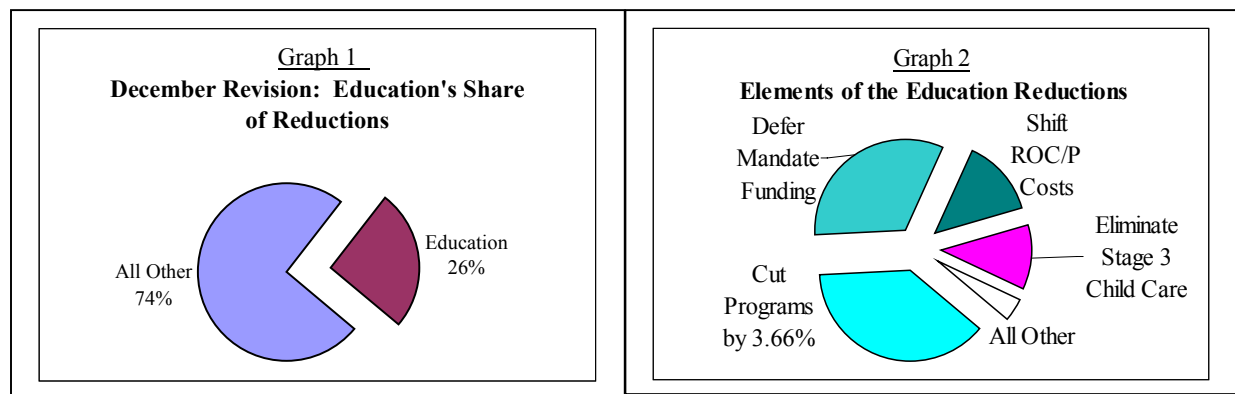 Graph 1
December Revision: Education's Share
of Reductions
All Other
74%
Education
26%
Graph 2
Elements of the Education Reductions
Defer
Mandate
Funding
Shift
ROC/P
Costs
Eliminate
Stage 3
Child Care
Cut
Programs
by 3.66%
All Other